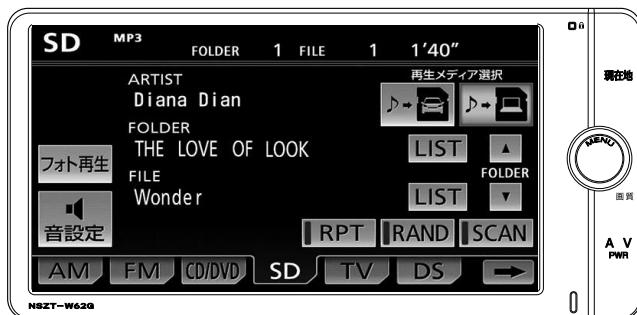 SD MP3 FOLDER 1 FILE 1 1'40"
ARTIST
Diana Dian
再生メディア選択
FOLDER
THE LOVE OF LOOK
LIST
フォト再生
FILE
Wonder
LIST
FOLDER
音設定
RPT RAND SCAN
AM FM CD/DVD SD TV DS
現在地
MENU
画質
A V
PWR
NSZT-W62G